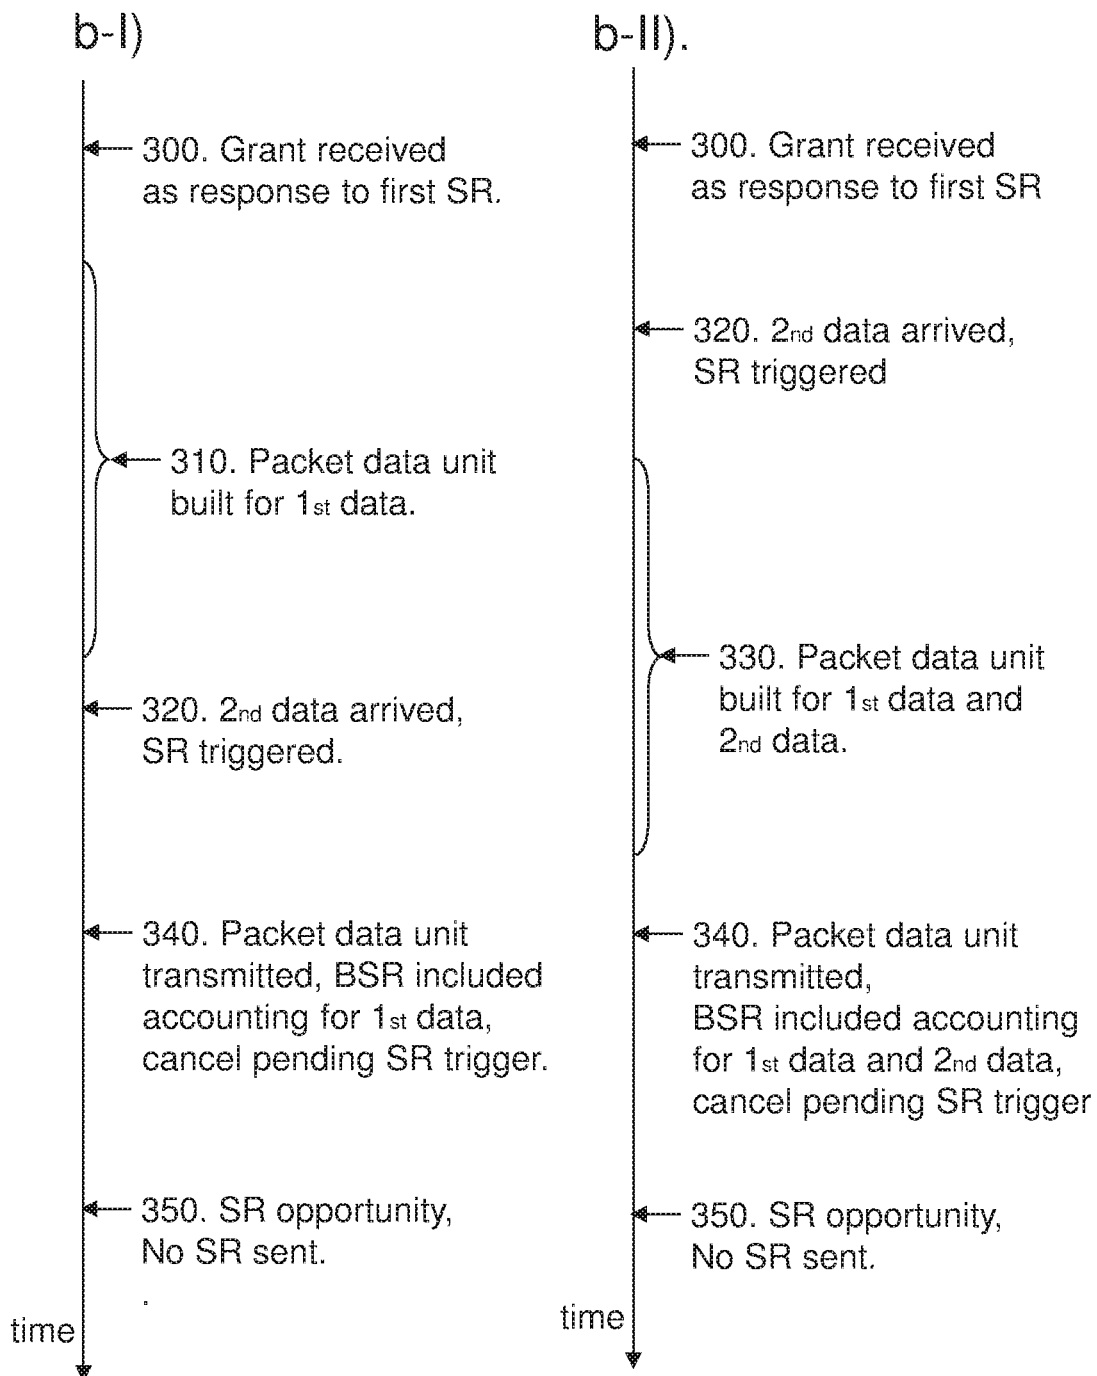 b-I)
300. Grant received
as response to first SR.
310. Packet data unit
built for 1st data.
320. 2nd data arrived,
SR triggered.
340. Packet data unit
transmitted, BSR included
accounting for 1st data,
cancel pending SR trigger.
350. SR opportunity,
No SR sent.
.
time
b-II).
300. Grant received
as response to first SR
320. 2nd data arrived,
SR triggered
330. Packet data unit
built for 1st data and
2nd data.
340. Packet data unit
transmitted,
BSR included accounting
for 1st data and 2nd data,
cancel pending SR trigger
350. SR opportunity,
No SR sent.
time